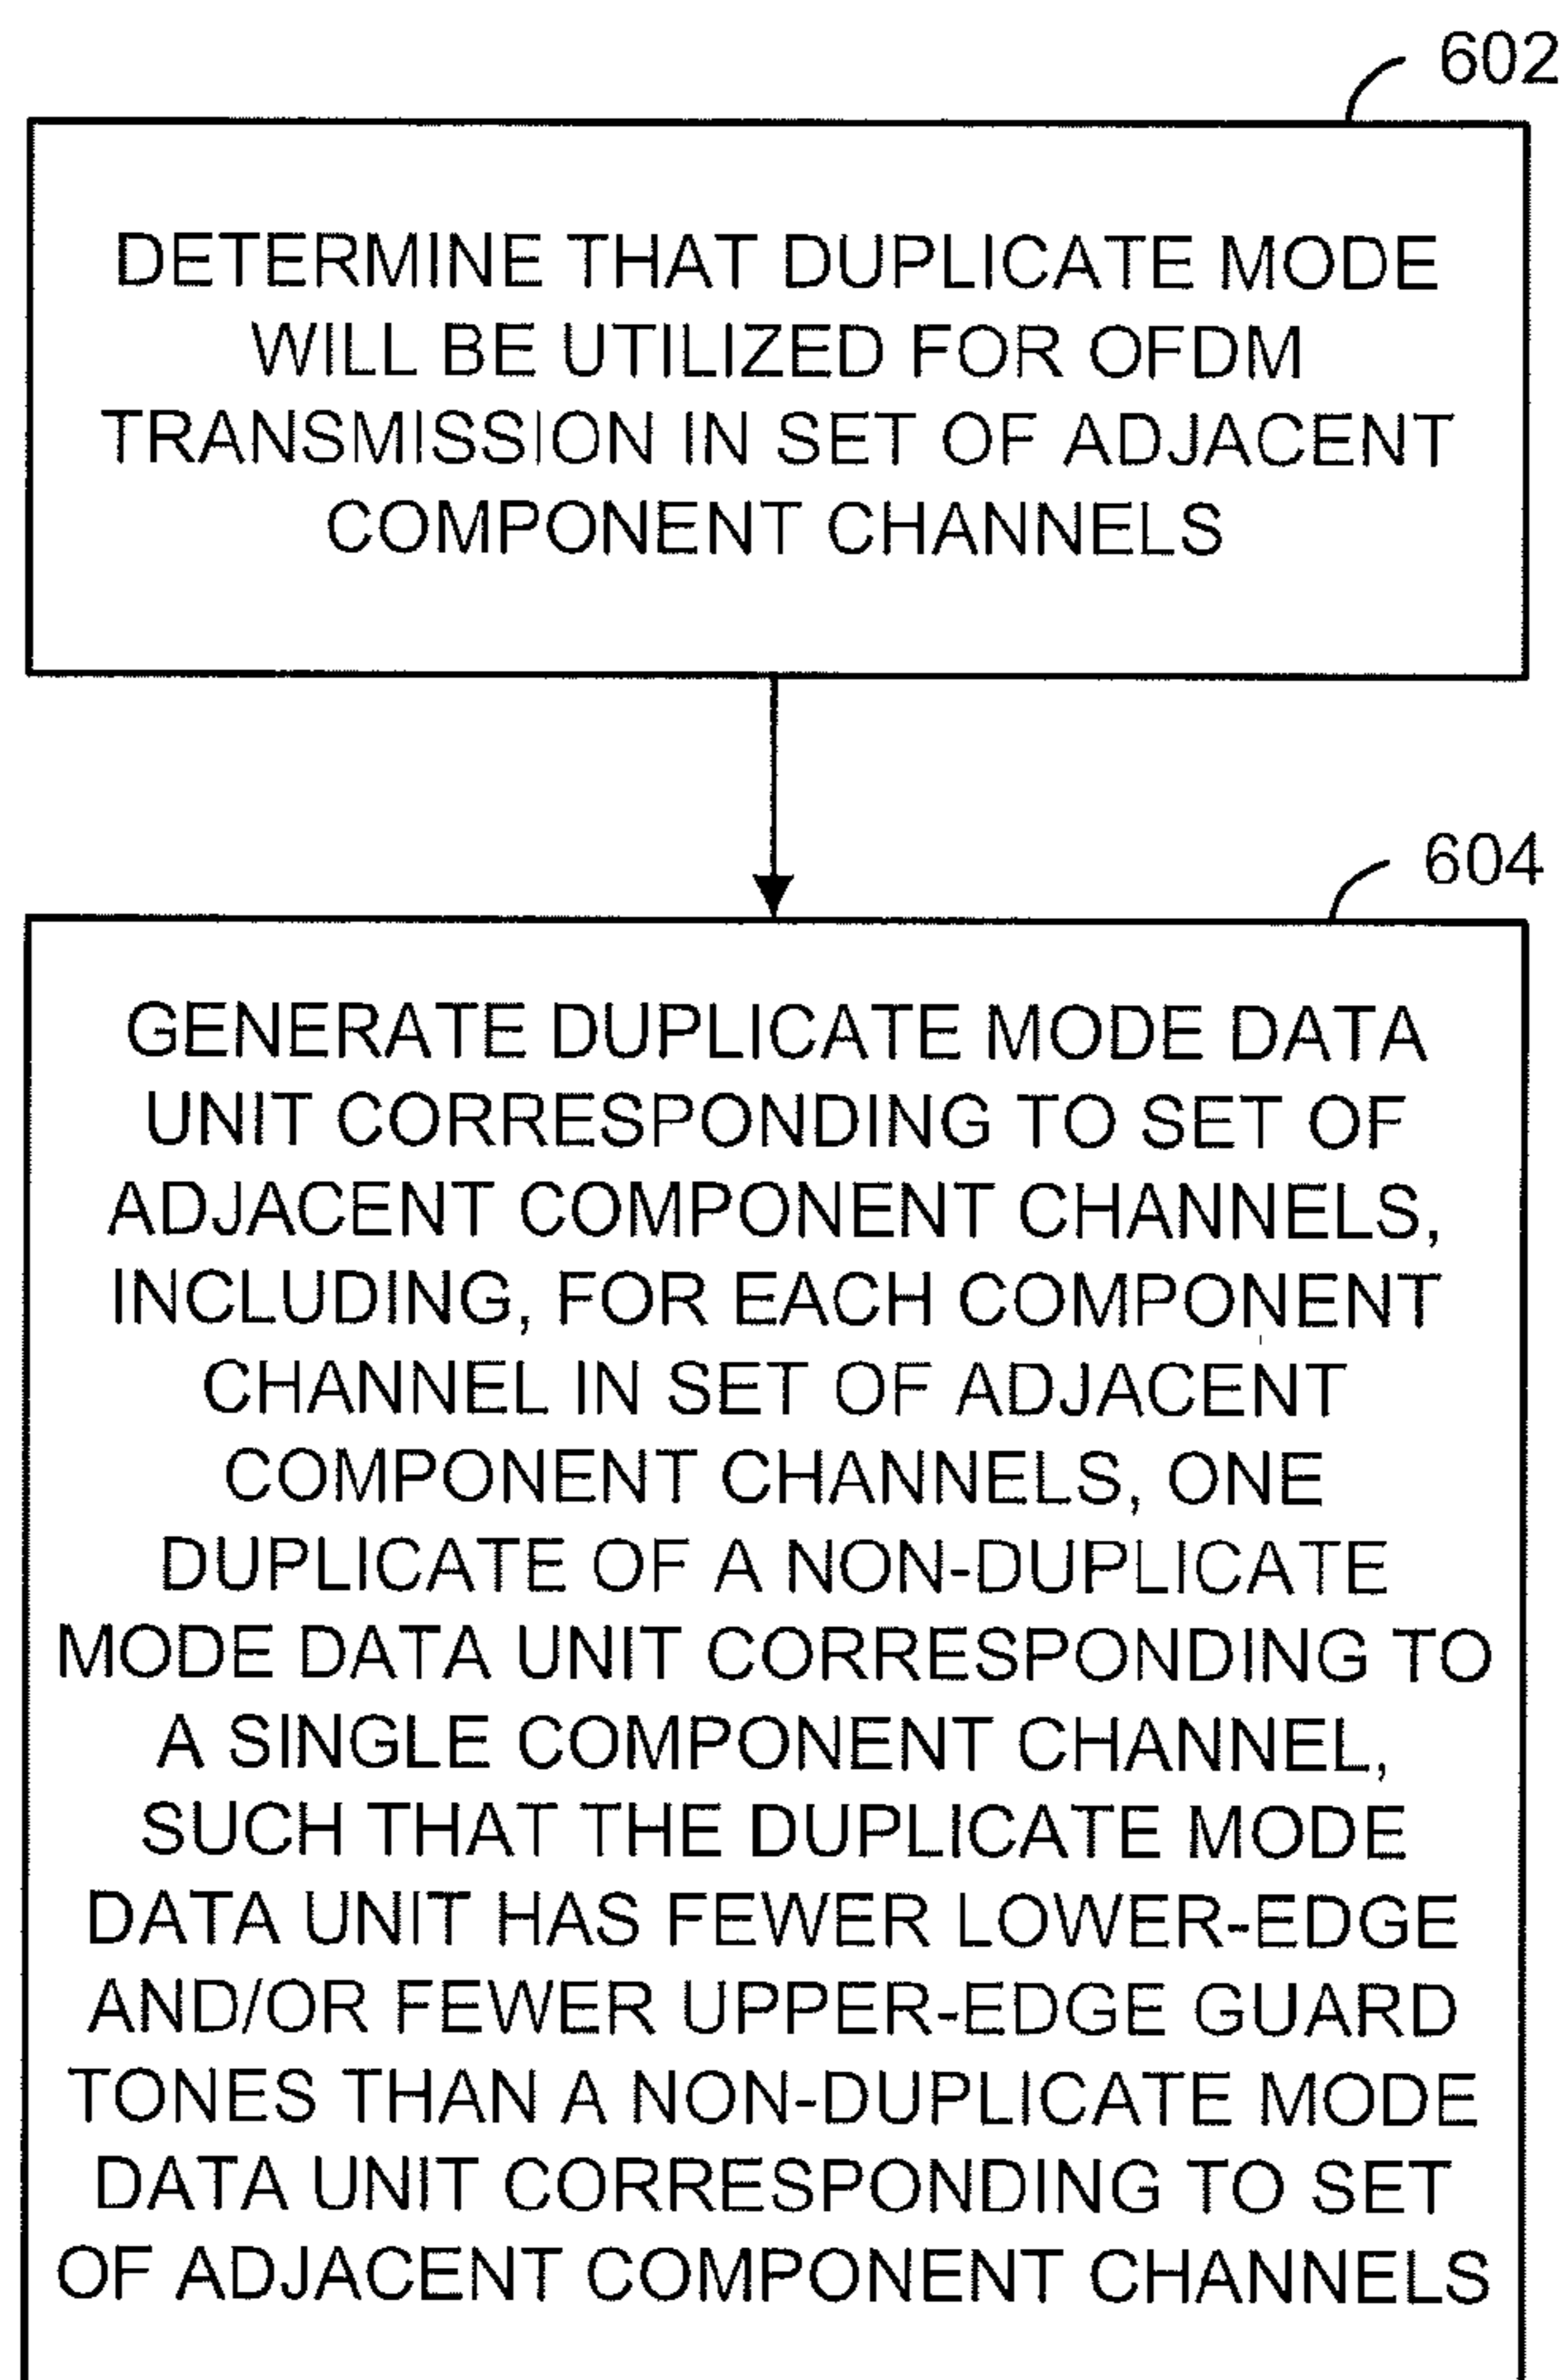 602
DETERMINE THAT DUPLICATE MODE
WILL BE UTILIZED FOR OFDM
TRANSMISSION IN SET OF ADJACENT
COMPONENT CHANNELS
604
GENERATE DUPLICATE MODE DATA
UNIT CORRESPONDING TO SET OF
ADJACENT COMPONENT CHANNELS,
INCLUDING, FOR EACH COMPONENT
CHANNEL IN SET OF ADJACENT
COMPONENT CHANNELS, ONE
DUPLICATE OF A NON-DUPLICATE
MODE DATA UNIT CORRESPONDING TO
A SINGLE COMPONENT CHANNEL,
SUCH THAT THE DUPLICATE MODE
DATA UNIT HAS FEWER LOWER-EDGE
AND/OR FEWER UPPER-EDGE GUARD
TONES THAN A NON-DUPLICATE MODE
DATA UNIT CORRESPONDING TO SET
OF ADJACENT COMPONENT CHANNELS